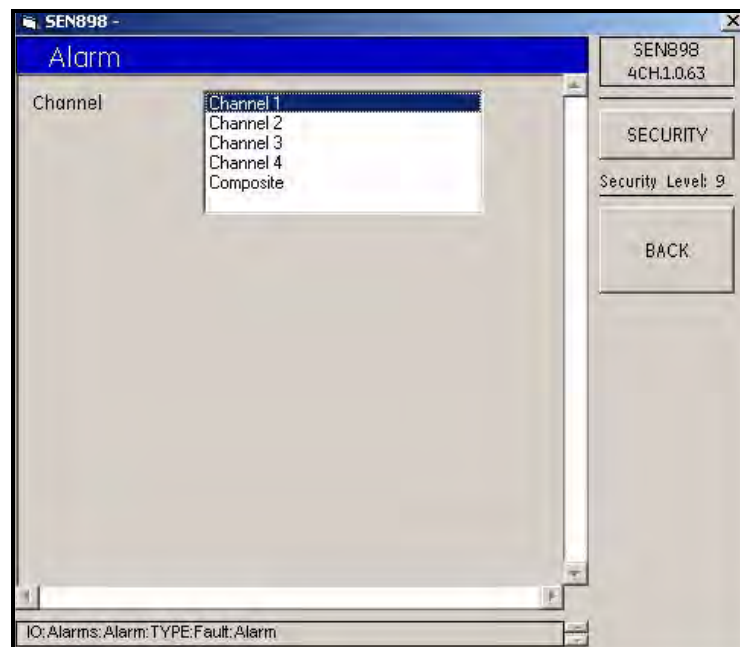 SEN898 -
Alarm
Channel
Channel 1
Channel 2
Channel 3
Channel 4
Composite
SEN898
4CH.1.0.63
SECURITY
Security Level: 9
BACK
IO:Alarms:Alarm:TYPE:Fault:Alarm